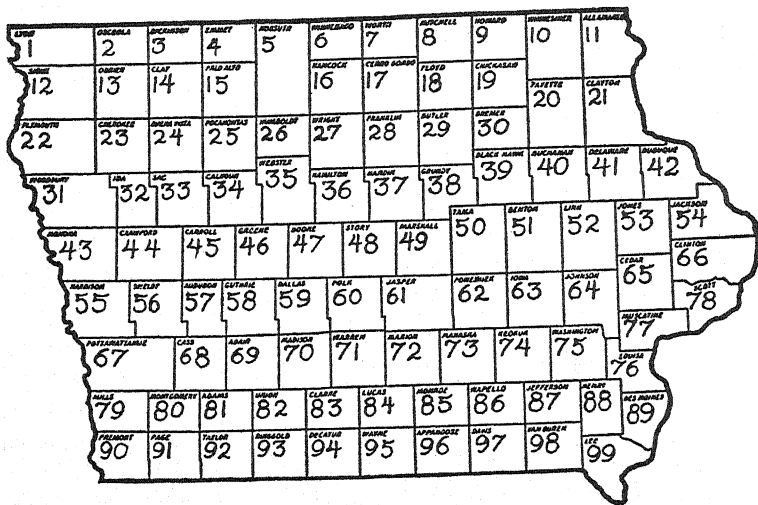 LYON 1
OSCEOLA 2
DICKINSON 3
EMMET 4
KOSSUTH 5
WINNEBAGO 6
WORTH 7
MITCHELL 8
HOWARD 9
WINNESHIEK 10
ALLAMAKEE 11
SIOUX 12
OBRIEN 13
CLAY 14
PALO ALTO 15
HANCOCK 16
CERRO GORDO 17
FLOYD 18
CHICKASAW 19
FAYETTE 20
CLAYTON 21
PLYMOUTH 22
CHEROKEE 23
BUENA VISTA 24
POCAHONTAS 25
HUMBOLDT 26
WRIGHT 27
FRANKLIN 28
BUTLER 29
BREMER 30
WOODBURY 31
IDA 32
SAC 33
CALHOUN 34
WEBSTER 35
HAMILTON 36
HARDIN 37
GRUNDY 38
BLACK HAWK 39
BUCHANAN 40
DELAWARE 41
DUBUQUE 42
MONONA 43
CRAWFORD 44
CARROLL 45
GREENE 46
BOONE 47
STORY 48
MARSHALL 49
TAMA 50
BENTON 51
LINN 52
JONES 53
JACKSON 54
HARRISON 55
SHELBY 56
AUDUBON 57
GUTHRIE 58
DALLAS 59
POLK 60
JASPER 61
POWESHIEK 62
IOWA 63
JOHNSON 64
CEDAR 65
CLINTON 66
POTTAWATTAMIE 67
CASS 68
ADAIR 69
MADISON 70
WARREN 71
MARION 72
MAHASKA 73
KEOKUK 74
WASHINGTON 75
LOUISA 76
MUSCATINE 77
SCOTT 78
MILLS 79
MONTGOMERY 80
ADAMS 81
UNION 82
CLARKE 83
LUCAS 84
MONROE 85
WAPELLO 86
JEFFERSON 87
HENRY 88
DES MOINES 89
FREMONT 90
PAGE 91
TAYLOR 92
RINGGOLD 93
DECATUR 94
WAYNE 95
APPANOOSE 96
DAVIS 97
VAN BUREN 98
LEE 99